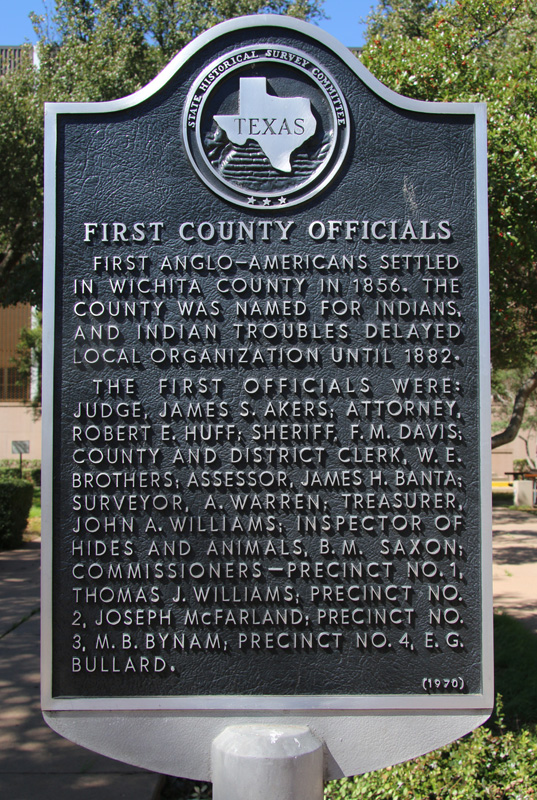 STATE HISTORICAL SURVEY COMMITTEE
TEXAS
FIRST COUNTY OFFICIALS
FIRST ANGLO-AMERICANS SETTLED
IN WICHITA COUNTY IN 1856. THE
COUNTY WAS NAMED FOR INDIANS,
AND INDIAN TROUBLES DELAYED
LOCAL ORGANIZATION UNTIL 1882.
THE FIRST OFFICIALS WERE:
JUDGE, JAMES S. AKERS; ATTORNEY,
ROBERT E. HUFF; SHERIFF, F.M. DAVIS;
COUNTY AND DISTRICT CLERK, W.E.
BROTHERS; ASSESSOR, JAMES H. BANTA;
SURVEYOR, A. WARREN; TREASURER,
JOHN A. WILLIAMS; INSPECTOR OF
HIDES AND ANIMALS, B.M. SAXON;
COMMISSIONERS—PRECINCT NO. 1,
THOMAS J. WILLIAMS; PRECINCT NO.
2, JOSEPH McFARLAND; PRECINCT NO.
3, M.B. BYNAM; PRECINCT NO. 4, E.G.
BULLARD.
(1970)